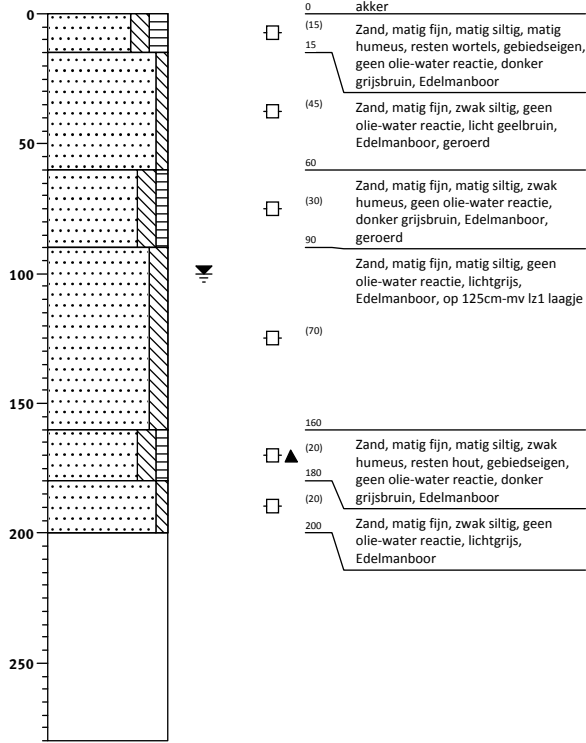 0
50
100
150
200
250
0 akker
(15) Zand, matig fijn, matig siltig, matig
15 humeus, resten wortels, gebiedseigen,
geen olie-water reactie, donker
grijsbruin, Edelmanboor
(45) Zand, matig fijn, zwak siltig, geen
olie-water reactie, licht geelbruin,
Edelmanboor, geroerd
60
Zand, matig fijn, matig siltig, zwak
(30) humeus, geen olie-water reactie,
donker grijsbruin, Edelmanboor,
geroerd
90
Zand, matig fijn, matig siltig, geen
olie-water reactie, lichtgrijs,
Edelmanboor, op 125cm-mv lz1 laagje
(70)
160
(20) Zand, matig fijn, matig siltig, zwak
humeus, resten hout, gebiedseigen,
180 geen olie-water reactie, donker
grijsbruin, Edelmanboor
(20)
200 Zand, matig fijn, zwak siltig, geen
olie-water reactie, lichtgrijs,
Edelmanboor